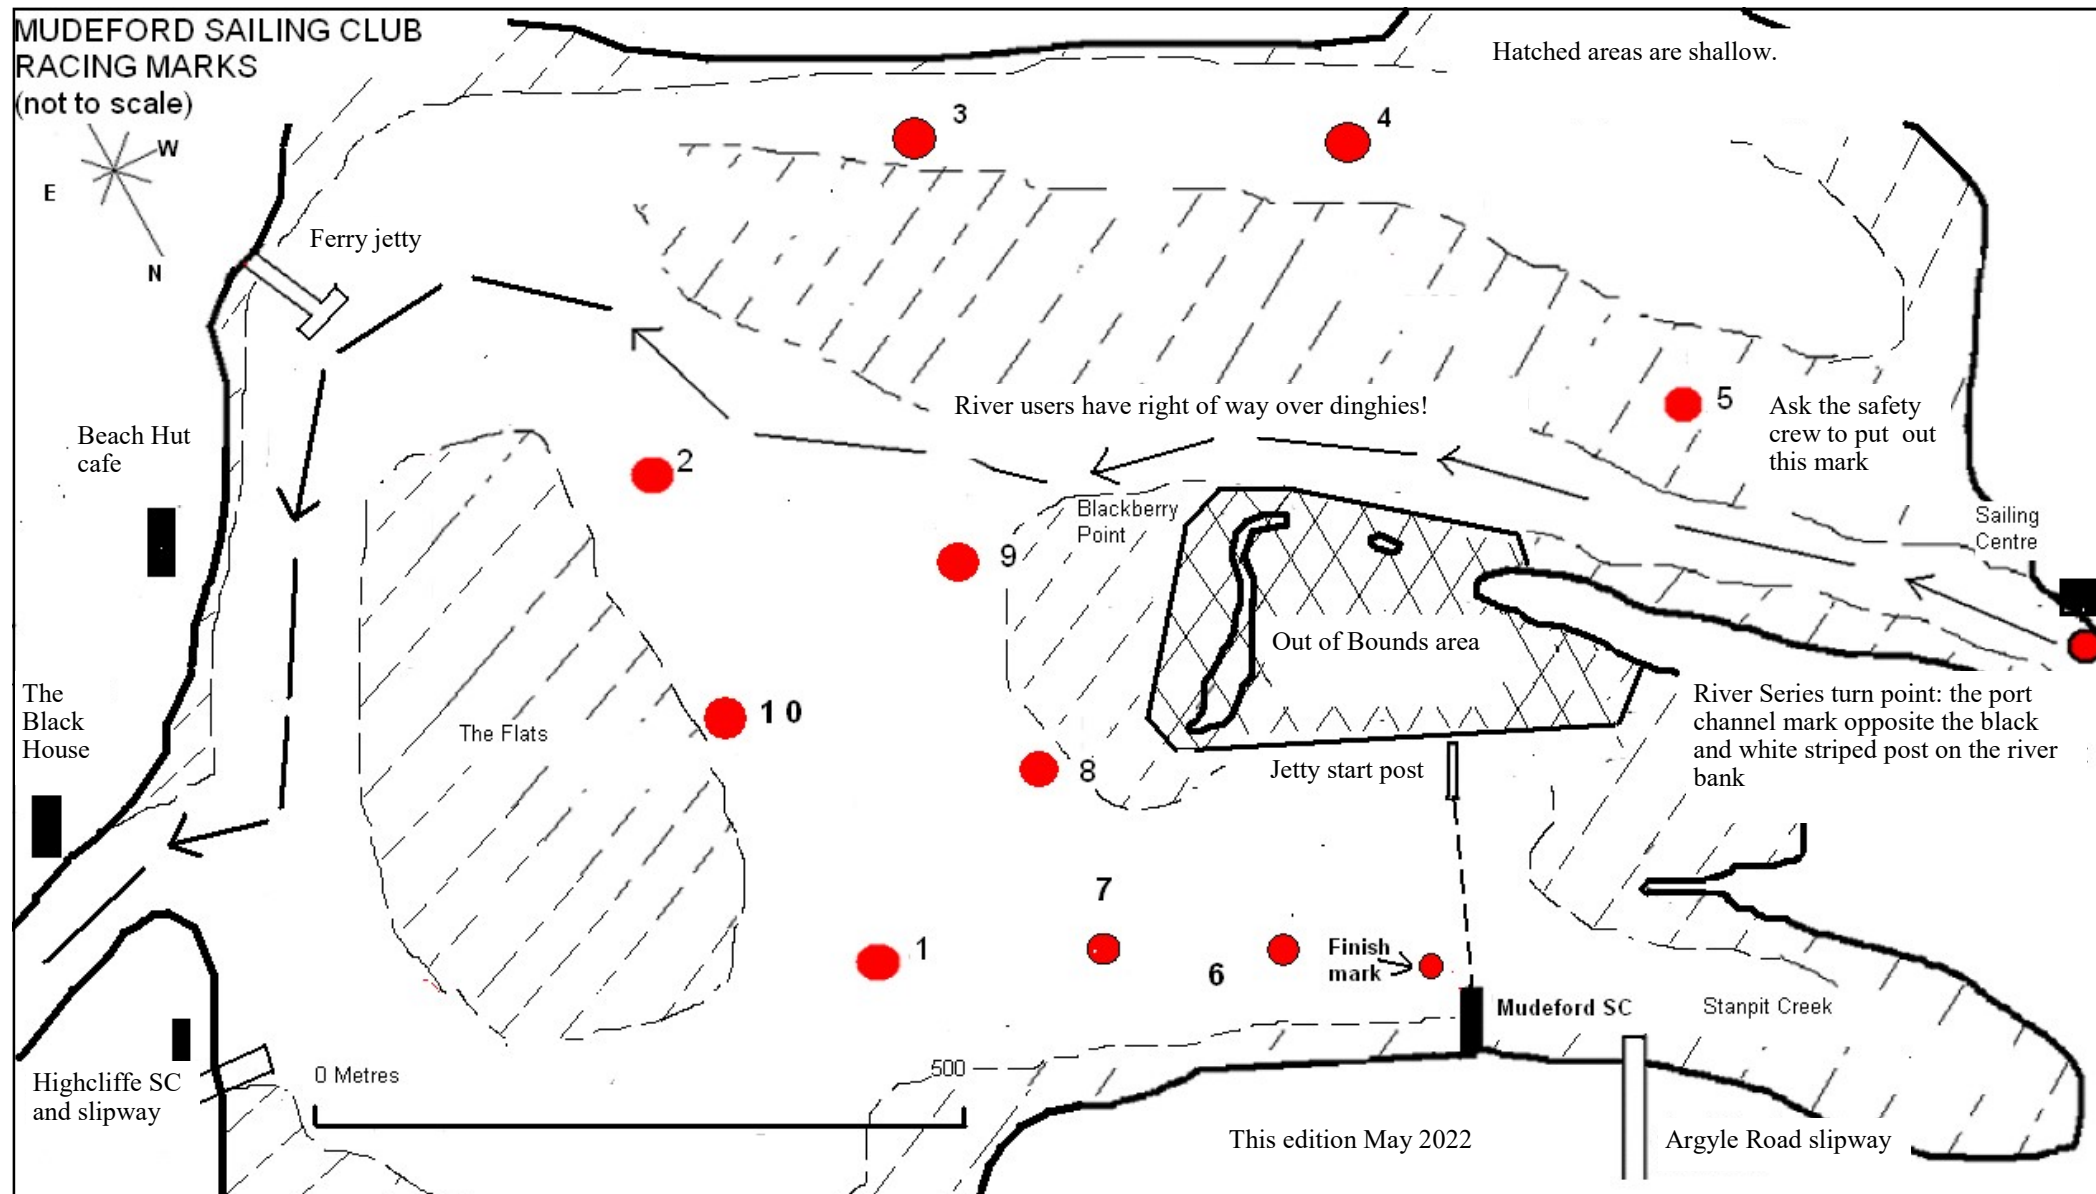 MUDEFORD SAILING CLUB
RACING MARKS
(not to scale)
Hatched areas are shallow.
W
E
N
3
4
Ferry jetty
River users have right of way over dinghies!
5
Ask the safety
crew to put out
this mark
Beach Hut
cafe
2
Blackberry
Point
Sailing
Centre
9
Out of Bounds area
The
Black
House
The Flats
10
River Series turn point: the port
channel mark opposite the black
and white striped post on the river
bank
8
Jetty start post
7
1
6
Finish
mark
Mudeford SC
Stanpit Creek
Highcliffe SC
and slipway
0 Metres
500
This edition May 2022
Argyle Road slipway